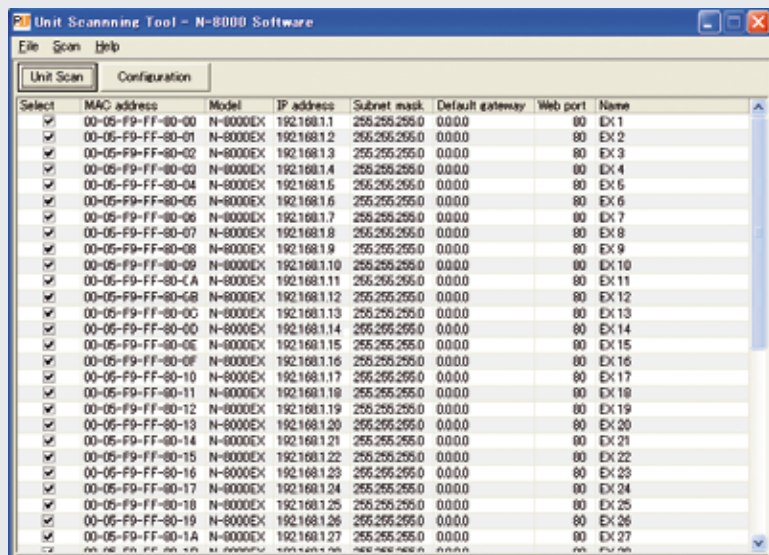 Unit Scannning Tool - N-8000 Software
File Scan Help
Unit Scan Configuration
Select MAC address Model IP address Subnet mask Default gateway Web port Name
00-05-F9-FF-80-00 N-8000EX 192.168.1.1 255.255.255.0 0.0.0.0 80 EX 1
00-05-F9-FF-80-01 N-8000EX 192.168.1.2 255.255.255.0 0.0.0.0 80 EX 2
00-05-F9-FF-80-02 N-8000EX 192.168.1.3 255.255.255.0 0.0.0.0 80 EX 3
00-05-F9-FF-80-03 N-8000EX 192.168.1.4 255.255.255.0 0.0.0.0 80 EX 4
00-05-F9-FF-80-04 N-8000EX 192.168.1.5 255.255.255.0 0.0.0.0 80 EX 5
00-05-F9-FF-80-05 N-8000EX 192.168.1.6 255.255.255.0 0.0.0.0 80 EX 6
00-05-F9-FF-80-06 N-8000EX 192.168.1.7 255.255.255.0 0.0.0.0 80 EX 7
00-05-F9-FF-80-07 N-8000EX 192.168.1.8 255.255.255.0 0.0.0.0 80 EX 8
00-05-F9-FF-80-08 N-8000EX 192.168.1.9 255.255.255.0 0.0.0.0 80 EX 9
00-05-F9-FF-80-09 N-8000EX 192.168.1.10 255.255.255.0 0.0.0.0 80 EX 10
00-05-F9-FF-80-0A N-8000EX 192.168.1.11 255.255.255.0 0.0.0.0 80 EX 11
00-05-F9-FF-80-0B N-8000EX 192.168.1.12 255.255.255.0 0.0.0.0 80 EX 12
00-05-F9-FF-80-0C N-8000EX 192.168.1.13 255.255.255.0 0.0.0.0 80 EX 13
00-05-F9-FF-80-0D N-8000EX 192.168.1.14 255.255.255.0 0.0.0.0 80 EX 14
00-05-F9-FF-80-0E N-8000EX 192.168.1.15 255.255.255.0 0.0.0.0 80 EX 15
00-05-F9-FF-80-0F N-8000EX 192.168.1.16 255.255.255.0 0.0.0.0 80 EX 16
00-05-F9-FF-80-10 N-8000EX 192.168.1.17 255.255.255.0 0.0.0.0 80 EX 17
00-05-F9-FF-80-11 N-8000EX 192.168.1.18 255.255.255.0 0.0.0.0 80 EX 18
00-05-F9-FF-80-12 N-8000EX 192.168.1.19 255.255.255.0 0.0.0.0 80 EX 19
00-05-F9-FF-80-13 N-8000EX 192.168.1.20 255.255.255.0 0.0.0.0 80 EX 20
00-05-F9-FF-80-14 N-8000EX 192.168.1.21 255.255.255.0 0.0.0.0 80 EX 21
00-05-F9-FF-80-15 N-8000EX 192.168.1.22 255.255.255.0 0.0.0.0 80 EX 22
00-05-F9-FF-80-16 N-8000EX 192.168.1.23 255.255.255.0 0.0.0.0 80 EX 23
00-05-F9-FF-80-17 N-8000EX 192.168.1.24 255.255.255.0 0.0.0.0 80 EX 24
00-05-F9-FF-80-18 N-8000EX 192.168.1.25 255.255.255.0 0.0.0.0 80 EX 25
00-05-F9-FF-80-19 N-8000EX 192.168.1.26 255.255.255.0 0.0.0.0 80 EX 26
00-05-F9-FF-80-1A N-8000EX 192.168.1.27 255.255.255.0 0.0.0.0 80 EX 27